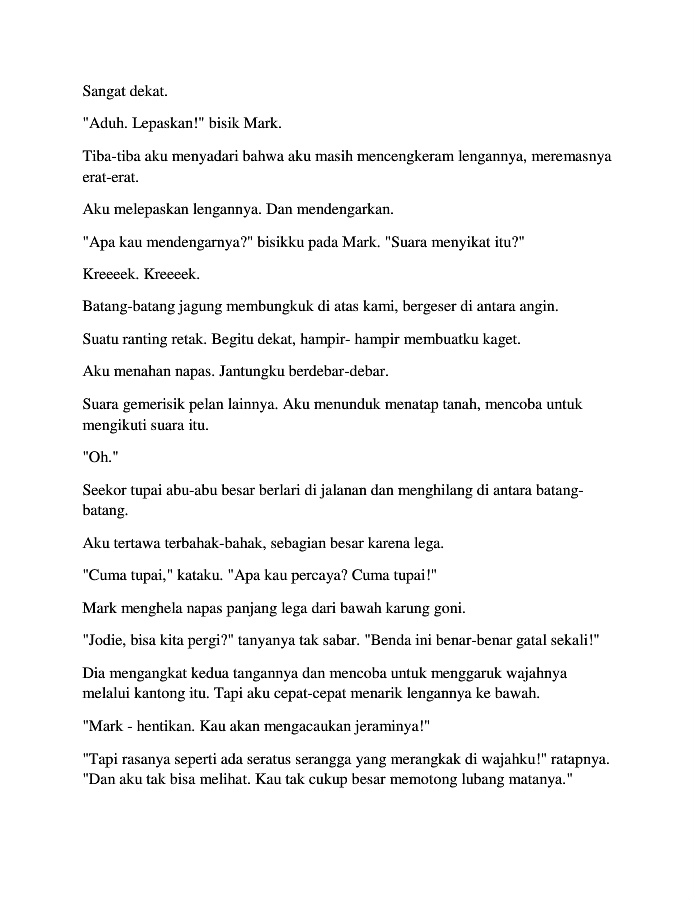 Sangat dekat.
"Aduh. Lepaskan!" bisik Mark.
Tiba-tiba aku menyadari bahwa aku masih mencengkeram lengannya, meremasnya
erat-erat.
Aku melepaskan lengannya. Dan mendengarkan.
"Apa kau mendengarnya?" bisikku pada Mark. "Suara menyikat itu?"
Kreeeek. Kreeeek.
Batang-batang jagung membungkuk di atas kami, bergeser di antara angin.
Suatu ranting retak. Begitu dekat, hampir- hampir membuatku kaget.
Aku menahan napas. Jantungku berdebar-debar.
Suara gemerisik pelan lainnya. Aku menunduk menatap tanah, mencoba untuk
mengikuti suara itu.
"Oh."
Seekor tupai abu-abu besar berlari di jalanan dan menghilang di antara batang-
batang.
Aku tertawa terbahak-bahak, sebagian besar karena lega.
"Cuma tupai," kataku. "Apa kau percaya? Cuma tupai!"
Mark menghela napas panjang lega dari bawah karung goni.
"Jodie, bisa kita pergi?" tanyanya tak sabar. "Benda ini benar-benar gatal sekali!"
Dia mengangkat kedua tangannya dan mencoba untuk menggaruk wajahnya
melalui kantong itu. Tapi aku cepat-cepat menarik lengannya ke bawah.
"Mark - hentikan. Kau akan mengacaukan jeraminya!"
"Tapi rasanya seperti ada seratus serangga yang merangkak di wajahku!" ratapnya.
"Dan aku tak bisa melihat. Kau tak cukup besar memotong lubang matanya."